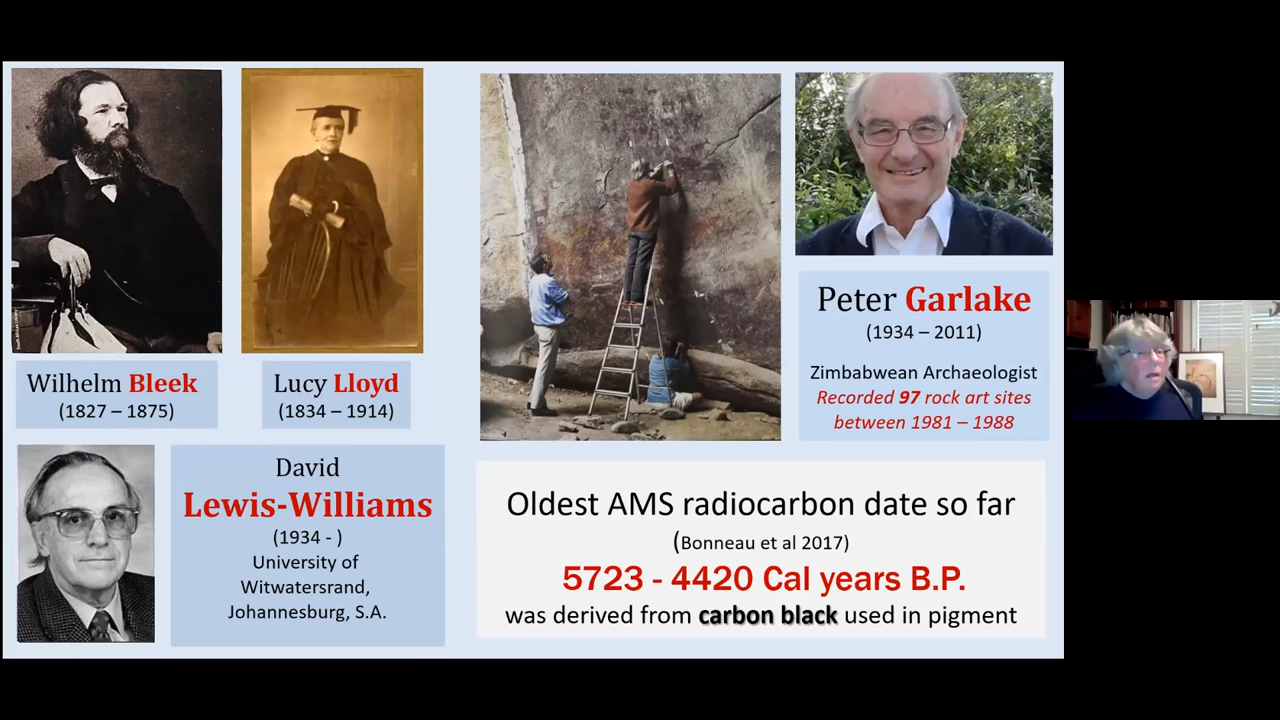 Wilhelm Bleek
(1827 – 1875)
Lucy Lloyd
(1834 – 1914)
David
Lewis-Williams
(1934 - )
University of
Witwatersrand,
Johannesburg, S.A.
Peter Garlake
(1934 – 2011)
Zimbabwean Archaeologist
Recorded 97 rock art sites
between 1981 – 1988
Oldest AMS radiocarbon date so far
(Bonneau et al 2017)
5723 - 4420 Cal years B.P.
was derived from carbon black used in pigment